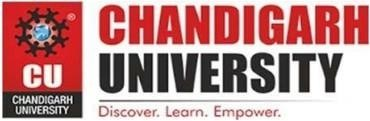 ®
CU
CHANDIGARH
UNIVERSITY
CHANDIGARH
UNIVERSITY
Discover. Learn. Empower.